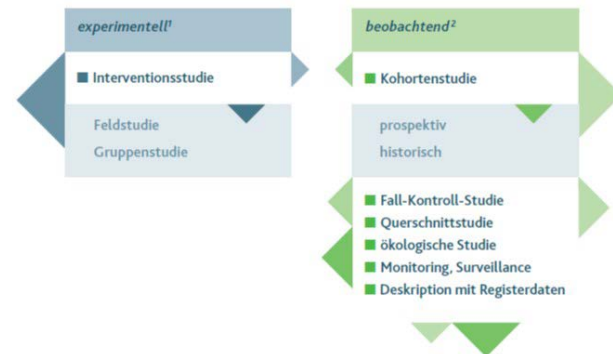 experimentell¹
Interventionsstudie
Feldstudie
Gruppenstudie
beobachtend²
Kohortenstudie
prospektiv
historisch
Fall-Kontroll-Studie
Querschnittstudie
ökologische Studie
Monitoring, Surveillance
Deskription mit Registerdaten